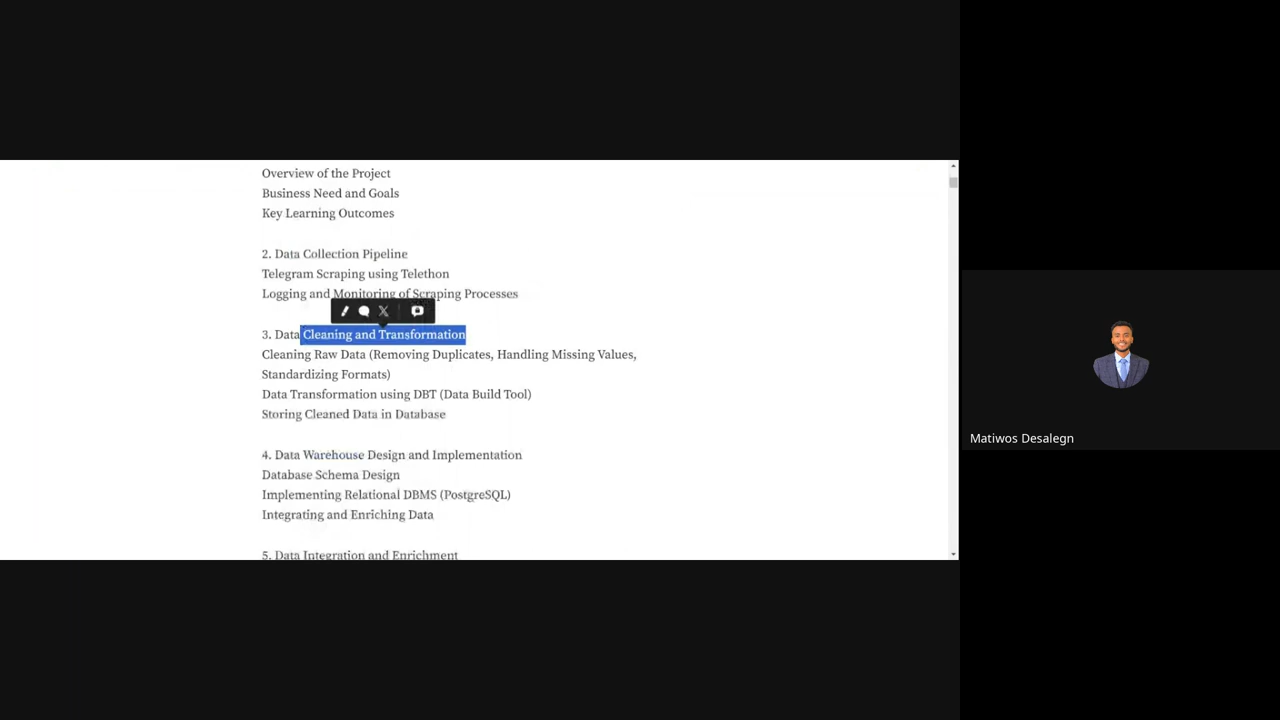 Overview of the Project
Business Need and Goals
Key Learning Outcomes
2. Data Collection Pipeline
Telegram Scraping using Telethon
Logging and Monitoring of Scraping Processes
3. Data Cleaning and Transformation
Cleaning Raw Data (Removing Duplicates, Handling Missing Values,
Standardizing Formats)
Data Transformation using DBT (Data Build Tool)
Storing Cleaned Data in Database
4. Data Warehouse Design and Implementation
Database Schema Design
Implementing Relational DBMS (PostgreSQL)
Integrating and Enriching Data
5. Data Integration and Enrichment
Matiwos Desalegn